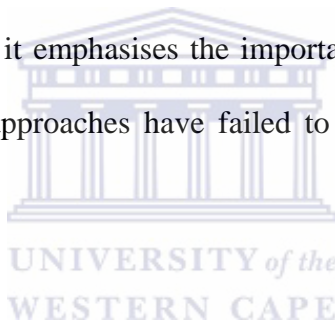 it emphasises the importa
pproaches have failed to
UNIVERSITY of the
WESTERN CAPE